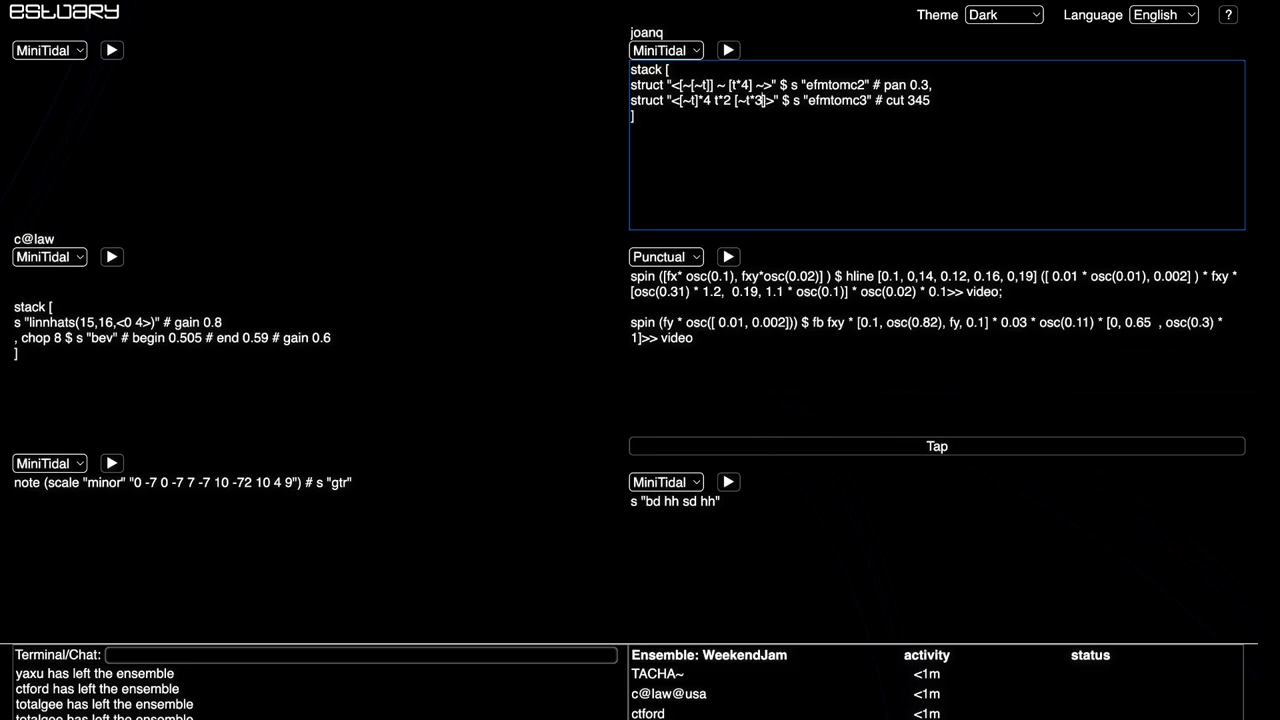 estuary
Theme Dark Language English ?
MiniTidal
joanq
MiniTidal
stack [
struct "<[~[~t]] ~ [t*4] ~>" $ s "efmtomc2" # pan 0.3,
struct "<[~t]*4 t*2 [~t*3]>" $ s "efmtomc3" # cut 345
]
c@law
MiniTidal
stack [
s "linnhats(15,16,<0 4>)" # gain 0.8
, chop 8 $ s "bev" # begin 0.505 # end 0.59 # gain 0.6
]
Punctual
spin ([fx* osc(0.1), fxy*osc(0.02)] ) $ hline [0.1, 0,14, 0.12, 0.16, 0,19] ([ 0.01 * osc(0.01), 0.002] ) * fxy *
[osc(0.31) * 1.2,  0.19, 1.1 * osc(0.1)] * osc(0.02) * 0.1>> video;
spin (fy * osc([ 0.01, 0.002])) $ fb fxy * [0.1, osc(0.82), fy, 0.1] * 0.03 * osc(0.11) * [0, 0.65  , osc(0.3) *
1]>> video
MiniTidal
note (scale "minor" "0 -7 0 -7 7 -7 10 -72 10 4 9") # s "gtr"
Tap
MiniTidal
s "bd hh sd hh"
Terminal/Chat:
yaxu has left the ensemble
ctford has left the ensemble
totalgee has left the ensemble
totalgee has left the ensemble
Ensemble: WeekendJam activity status
TACHA~ <1m
c@law@usa <1m
ctford <1m